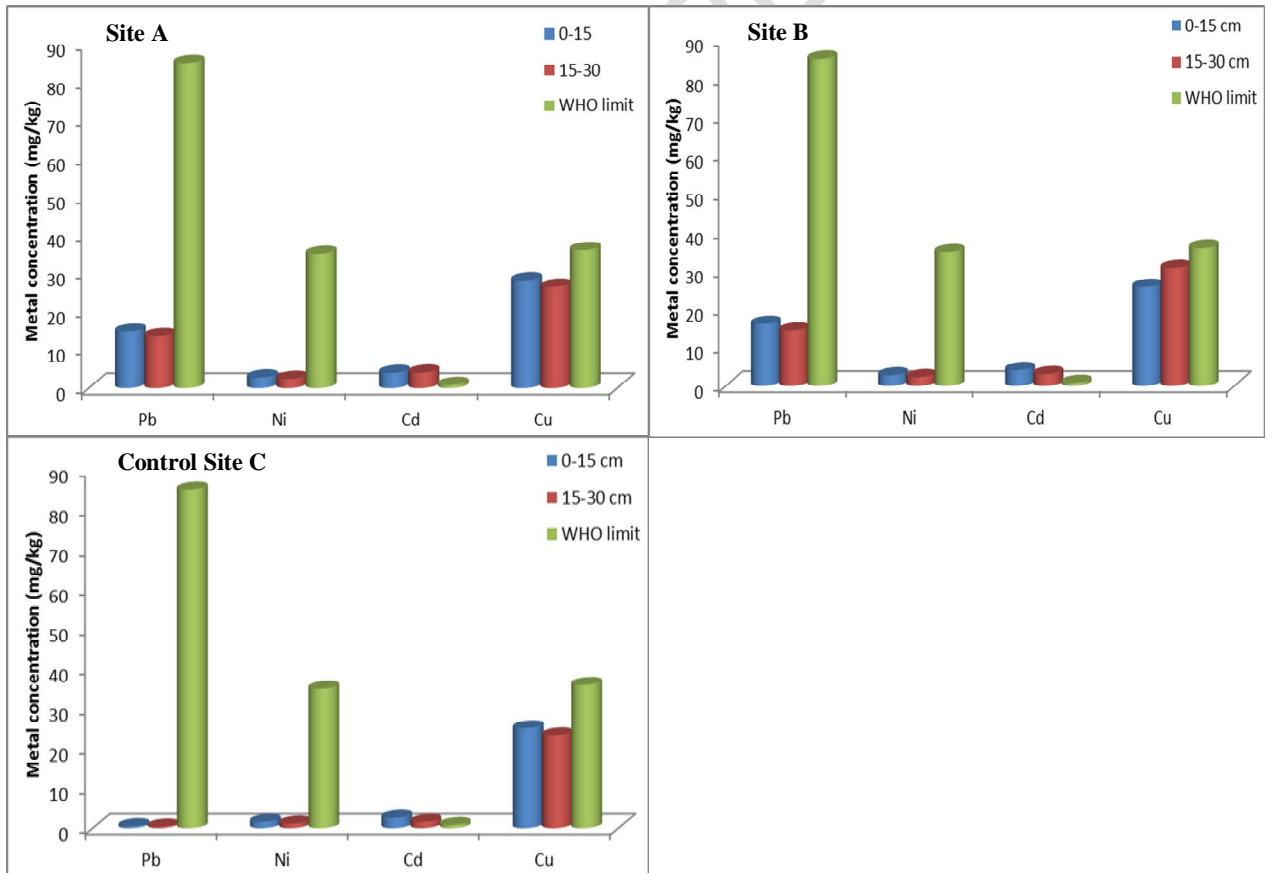 Site A
0-15
15-30
WHO limit
Metal concentration (mg/kg)
90
80
70
60
50
40
30
20
10
0
Pb Ni Cd Cu
Site B
0-15 cm
15-30 cm
WHO limit
Metal concentration (mg/kg)
90
80
70
60
50
40
30
20
10
0
Pb Ni Cd Cu
Control Site C
0-15 cm
15-30 cm
WHO limit
Metal concentration (mg/kg)
90
80
70
60
50
40
30
20
10
0
Pb Ni Cd Cu